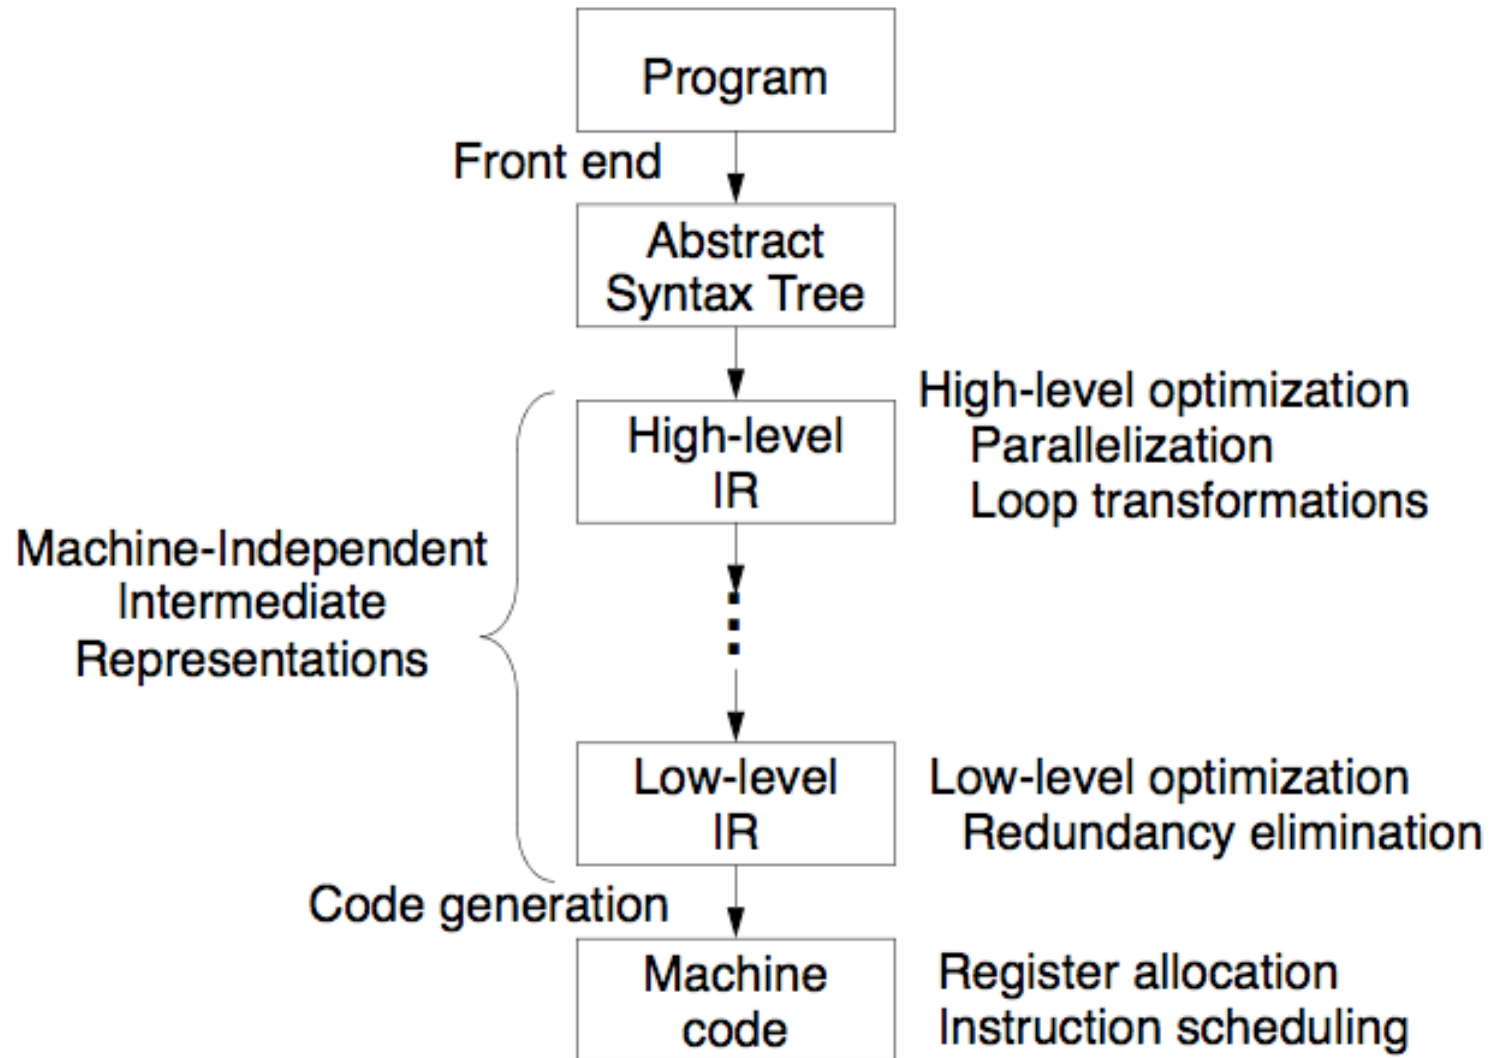 Program
Front end
Abstract
Syntax Tree
High-level optimization
Parallelization
Loop transformations
High-level
IR
Machine-Independent
Intermediate
Representations
Low-level
IR
Low-level optimization
Redundancy elimination
Code generation
Machine
code
Register allocation
Instruction scheduling